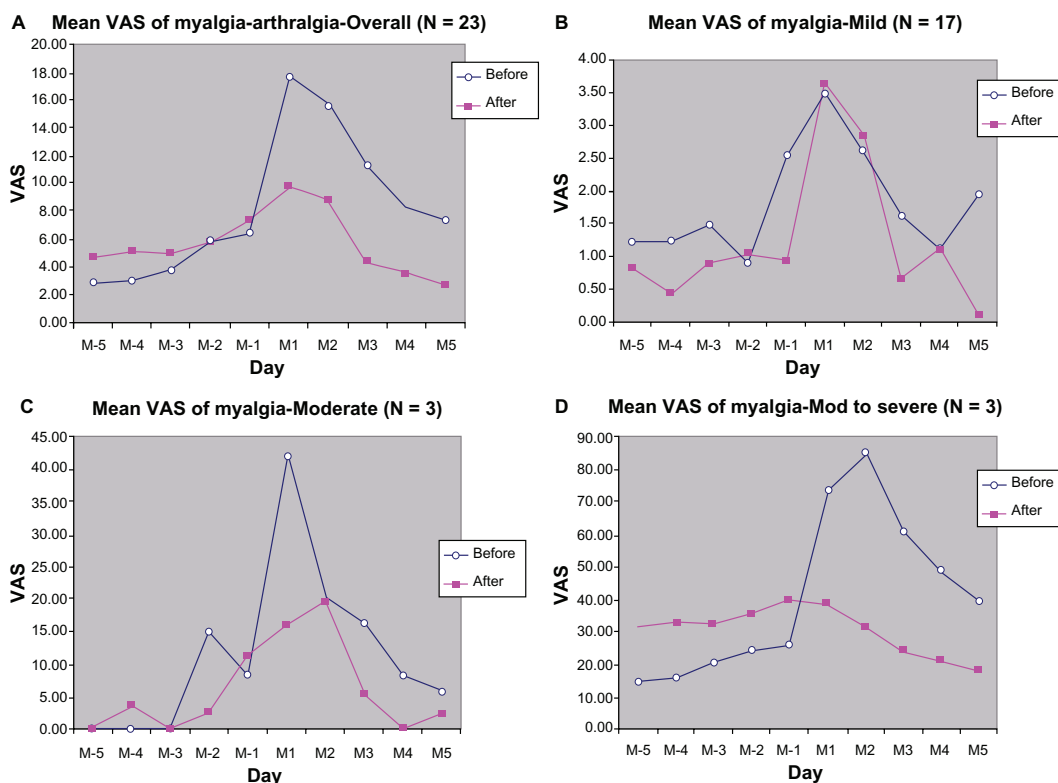 A Mean VAS of myalgia-arthralgia-Overall (N = 23)
20.00
18.00
16.00
14.00
12.00
10.00
8.00
6.00
4.00
2.00
0.00
VAS
M-5 M-4 M-3 M-2 M-1 M1 M2 M3 M4 M5
Day
Before
After
B Mean VAS of myalgia-Mild (N = 17)
4.00
3.50
3.00
2.50
2.00
1.50
1.00
0.50
0.00
VAS
M-5 M-4 M-3 M-2 M-1 M1 M2 M3 M4 M5
Day
Before
After
C Mean VAS of myalgia-Moderate (N = 3)
45.00
40.00
35.00
30.00
25.00
20.00
15.00
10.00
5.00
0.00
VAS
M-5 M-4 M-3 M-2 M-1 M1 M2 M3 M4 M5
Day
Before
After
D Mean VAS of myalgia-Mod to severe (N = 3)
90.00
80.00
70.00
60.00
50.00
40.00
30.00
20.00
10.00
0.00
VAS
M-5 M-4 M-3 M-2 M-1 M1 M2 M3 M4 M5
Day
Before
After